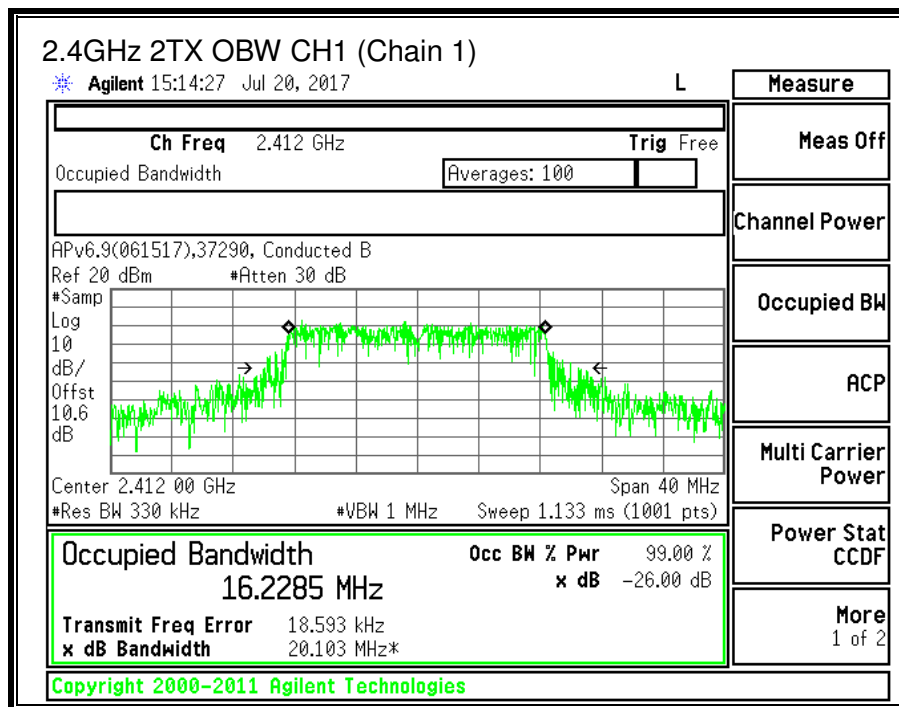 2.4GHz 2TX OBW CH1 (Chain 1)
Agilent 15:14:27 Jul 20, 2017 L
Measure
Ch Freq 2.412 GHz Trig Free
Occupied Bandwidth Averages: 100
APv6.9(061517),37290, Conducted B
Ref 20 dBm #Atten 30 dB
#Samp
Log
10
dB/
Offst
10.6
dB
Center 2.412 00 GHz Span 40 MHz
#Res BW 330 kHz #VBW 1 MHz Sweep 1.133 ms (1001 pts)
Occupied Bandwidth Occ BW % Pwr 99.00 %
16.2285 MHz x dB -26.00 dB
Transmit Freq Error 18.593 kHz
x dB Bandwidth 20.103 MHz*
Meas Off
Channel Power
Occupied BW
ACP
Multi Carrier
Power
Power Stat
CCDF
More
1 of 2
Copyright 2000-2011 Agilent Technologies